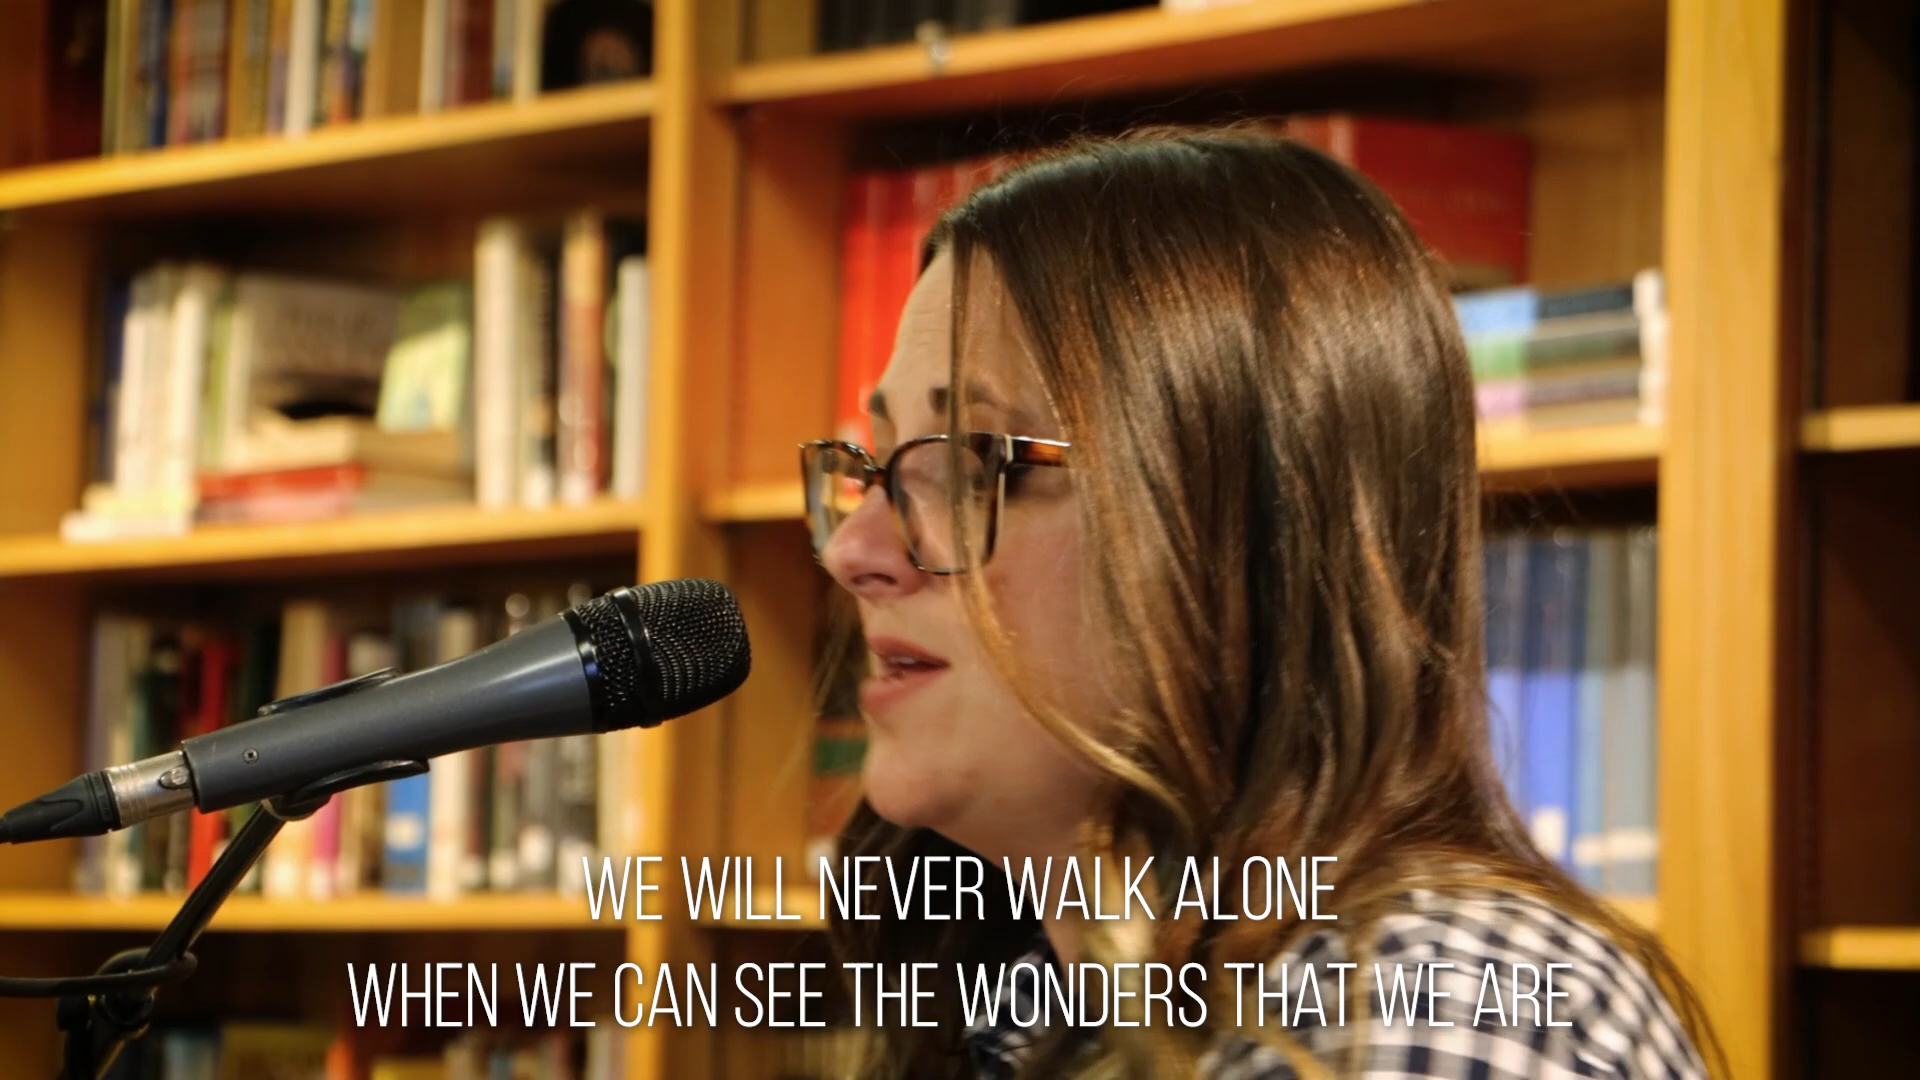 WE WILL NEVER WALK ALONE
WHEN WE CAN SEE THE WONDERS THAT WE ARE